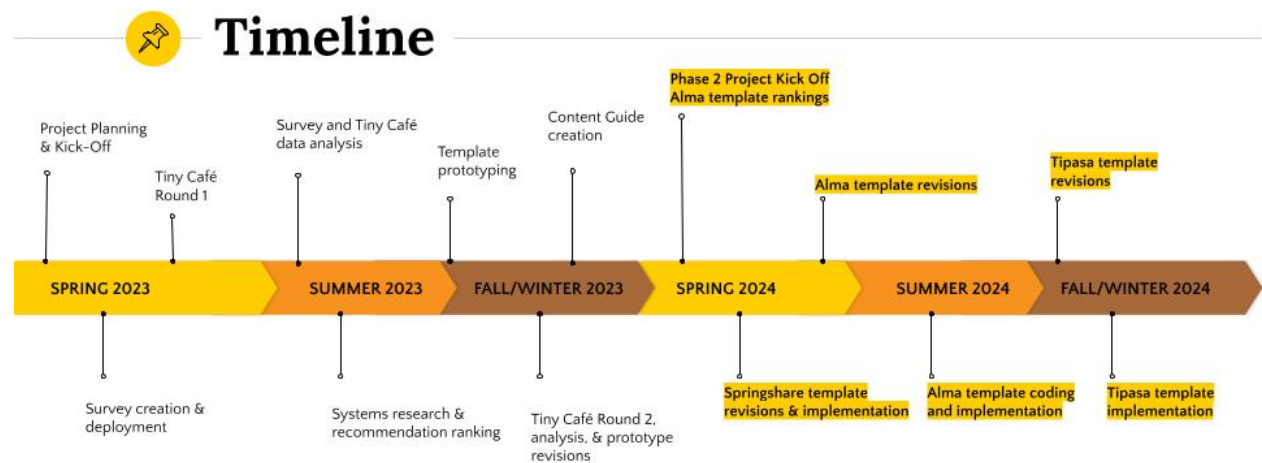 Timeline
Project Planning
& Kick-Off
Tiny Café
Round 1
Survey and Tiny Café
data analysis
Template
prototyping
Content Guide
creation
Phase 2 Project Kick Off
Alma template rankings
Alma template revisions
Tipasa template
revisions
SPRING 2023
SUMMER 2023
FALL/WINTER 2023
SPRING 2024
SUMMER 2024
FALL/WINTER 2024
Survey creation &
deployment
Systems research &
recommendation ranking
Tiny Café Round 2,
analysis, & prototype
revisions
Springshare template
revisions & implementation
Alma template coding
and implementation
Tipasa template
implementation